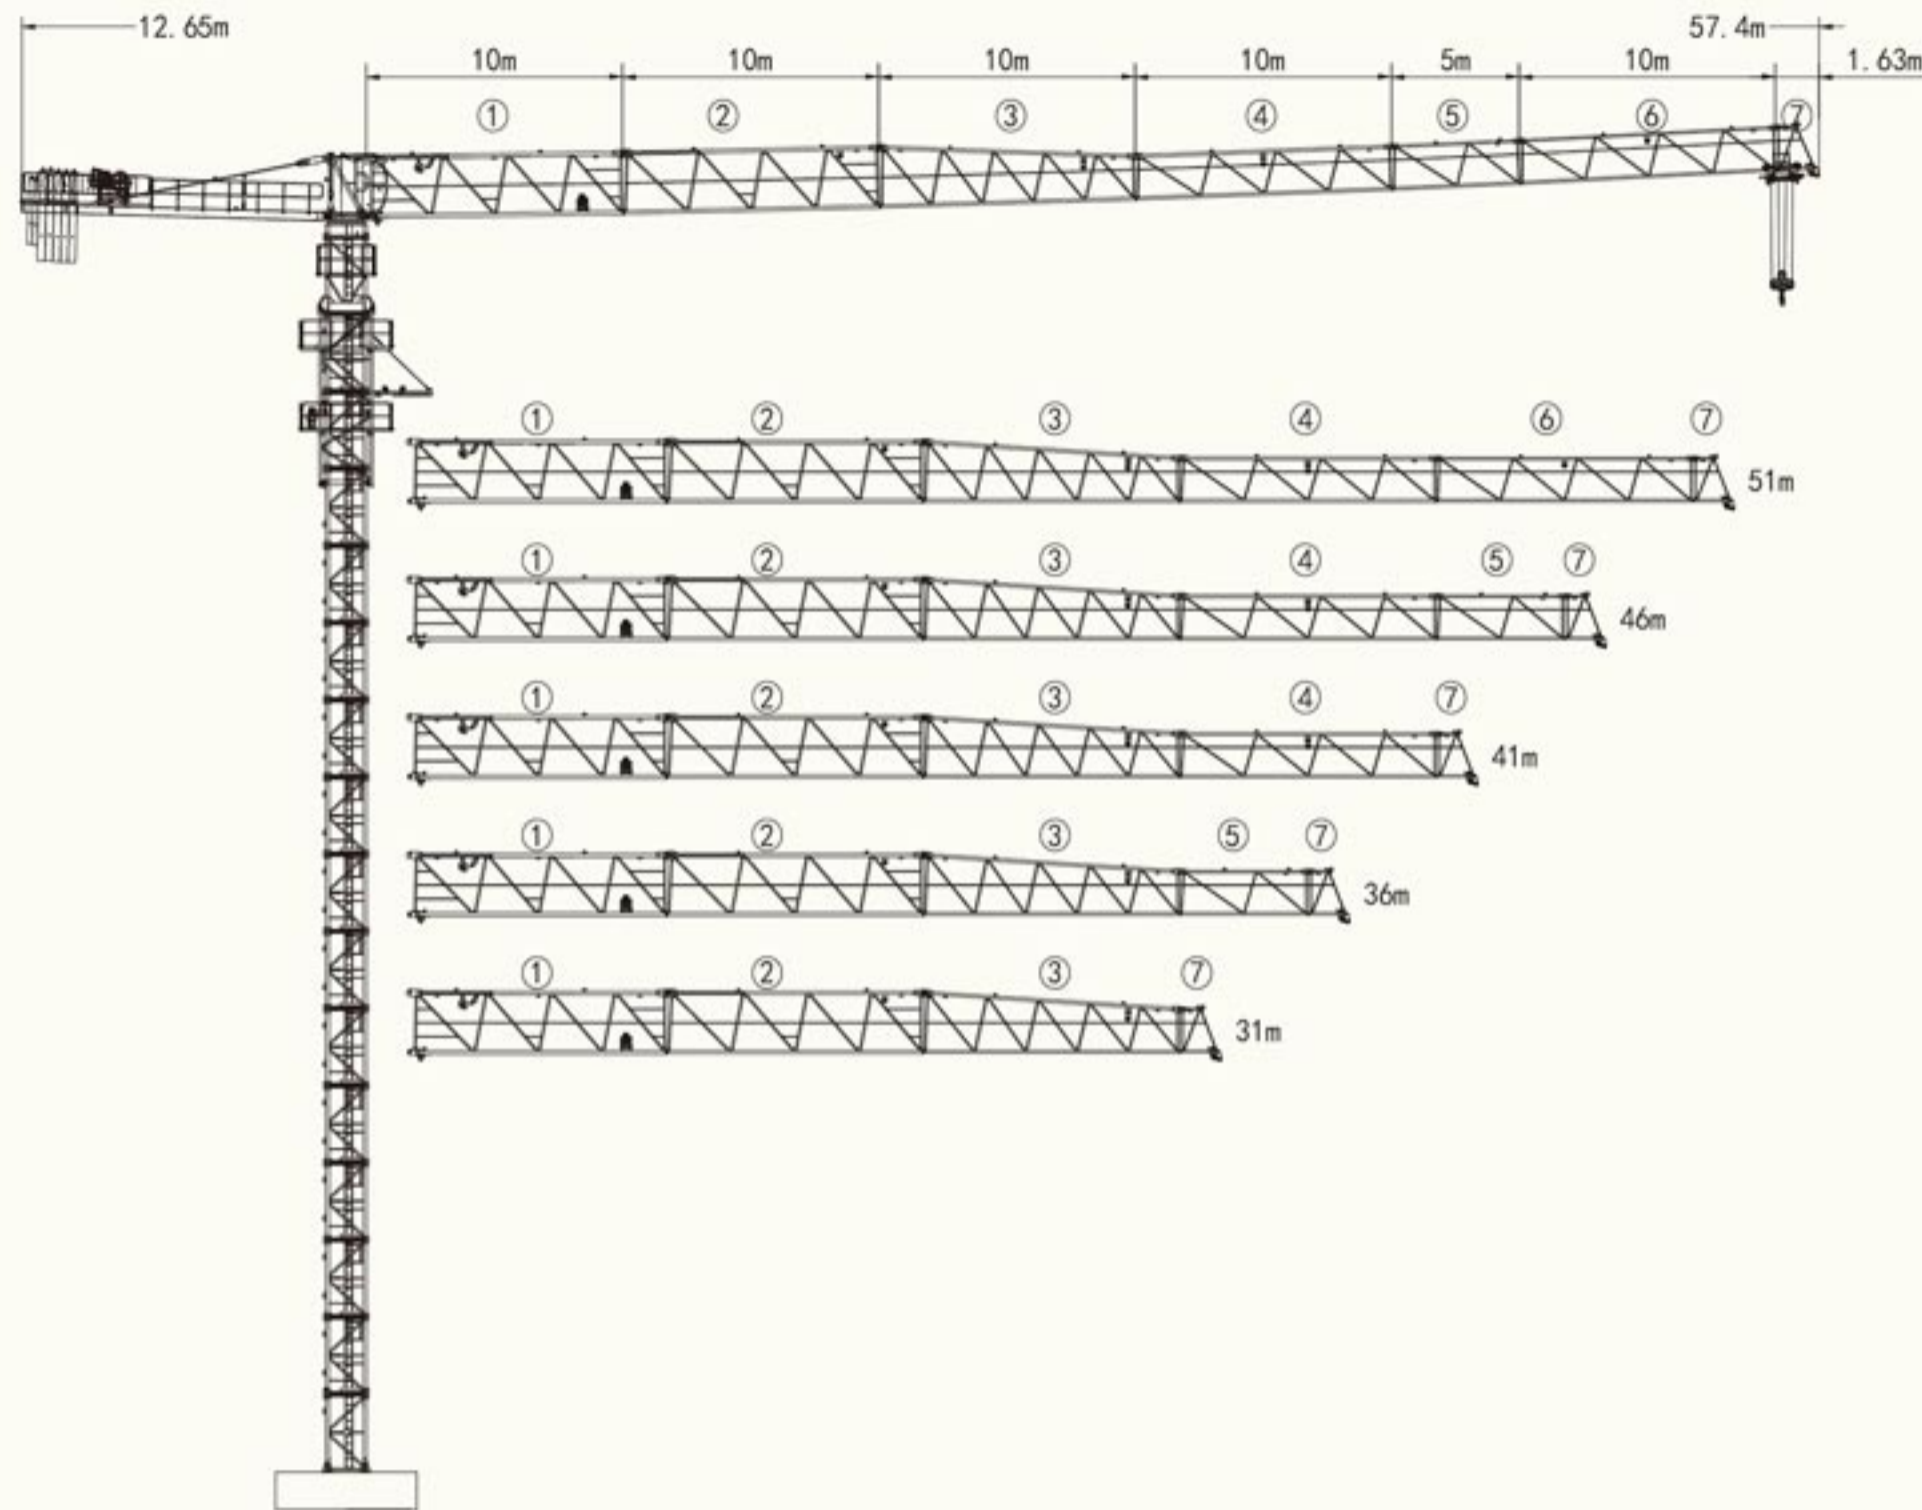 12.65m 57.4m
10m 10m 10m 10m 5m 10m 1.63m
① ② ③ ④ ⑤ ⑥ ⑦
① ② ③ ④ ⑥ ⑦
51m
① ② ③ ④ ⑤ ⑦
46m
① ② ③ ④ ⑦
41m
① ② ③ ⑤ ⑦
36m
① ② ③ ⑦
31m